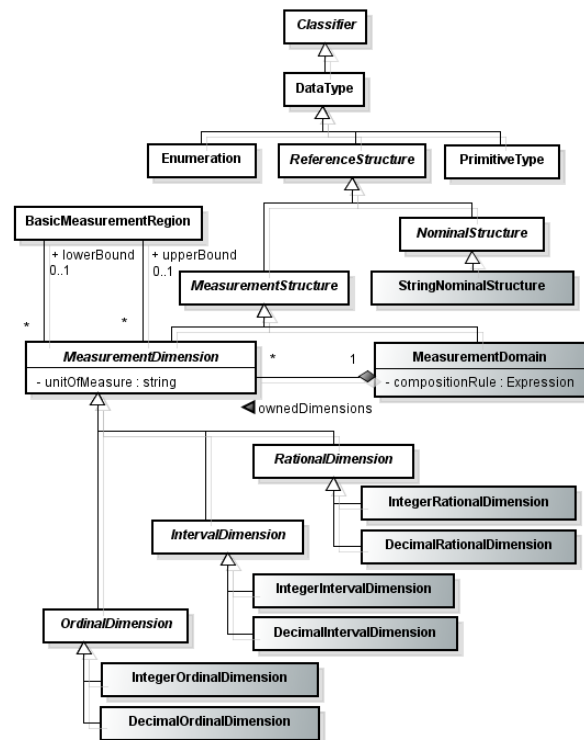 Classifier
DataType
Enumeration
ReferenceStructure
PrimitiveType
BasicMeasurementRegion
NominalStructure
+ lowerBound
0..1
+ upperBound
0..1
MeasurementStructure
StringNominalStructure
*
*
MeasurementDimension
- unitOfMeasure : string
*
1
MeasurementDomain
- compositionRule : Expression
ownedDimensions
RationalDimension
IntegerRationalDimension
DecimalRationalDimension
IntervalDimension
IntegerIntervalDimension
DecimalIntervalDimension
OrdinalDimension
IntegerOrdinalDimension
DecimalOrdinalDimension